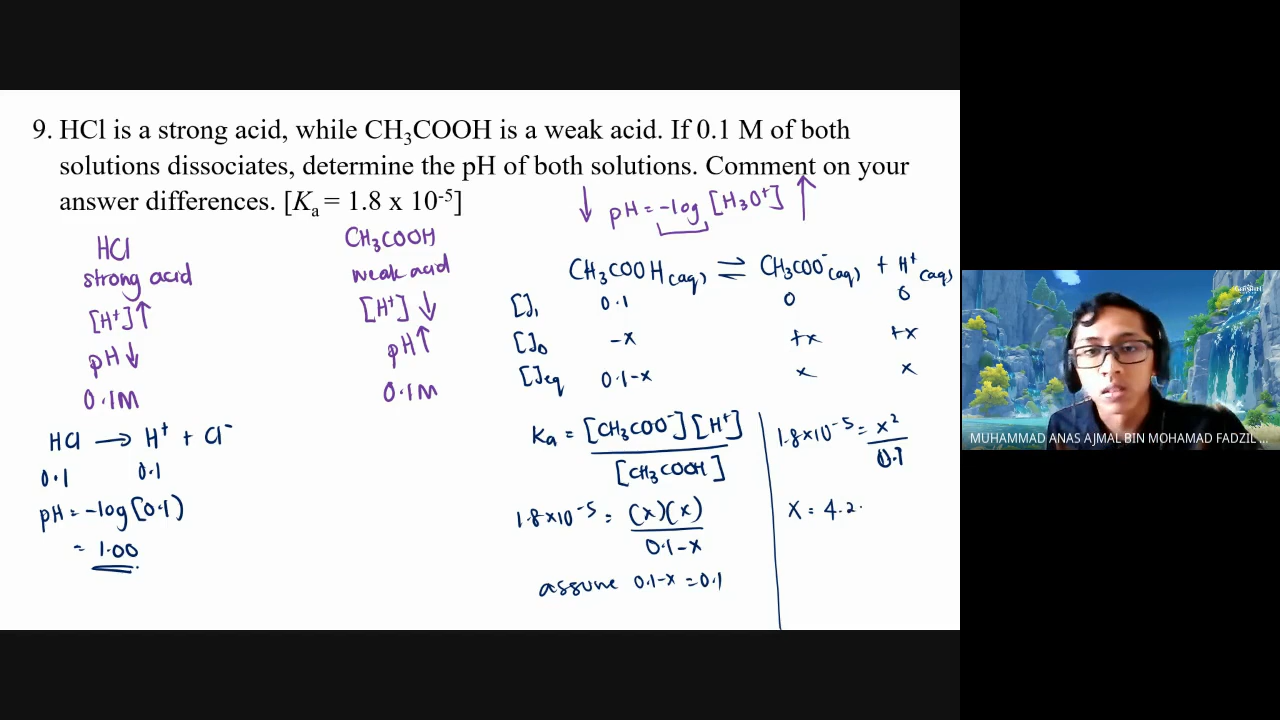 9. HCl is a strong acid, while CH₃COOH is a weak acid. If 0.1 M of both
solutions dissociates, determine the pH of both solutions. Comment on your
answer differences. [Kₐ = 1.8 x 10⁻⁵]
↓ pH = -log [H₃O⁺] ↑
HCl
strong acid
[H⁺]↑
pH↓
0.1M
HCl → H⁺ + Cl⁻
0.1 0.1
pH = -log(0.1)
= 1.00
CH₃COOH
weak acid
[H⁺]↓
pH↑
0.1M
CH₃COOH(aq) ⇌ CH₃COO⁻(aq) + H⁺(aq)
[]ᵢ 0.1 0 0
[]₀ -x +x +x
[]eq 0.1-x x x
Ka = [CH₃COO⁻][H⁺]
[CH₃COOH]
1.8x10⁻⁵ = (x)(x)
0.1-x
assume 0.1-x = 0.1
1.8x10⁻⁵ = x²
0.1
x = 4.2
MUHAMMAD ANAS AJMAL BIN MOHAMAD FADZIL ...